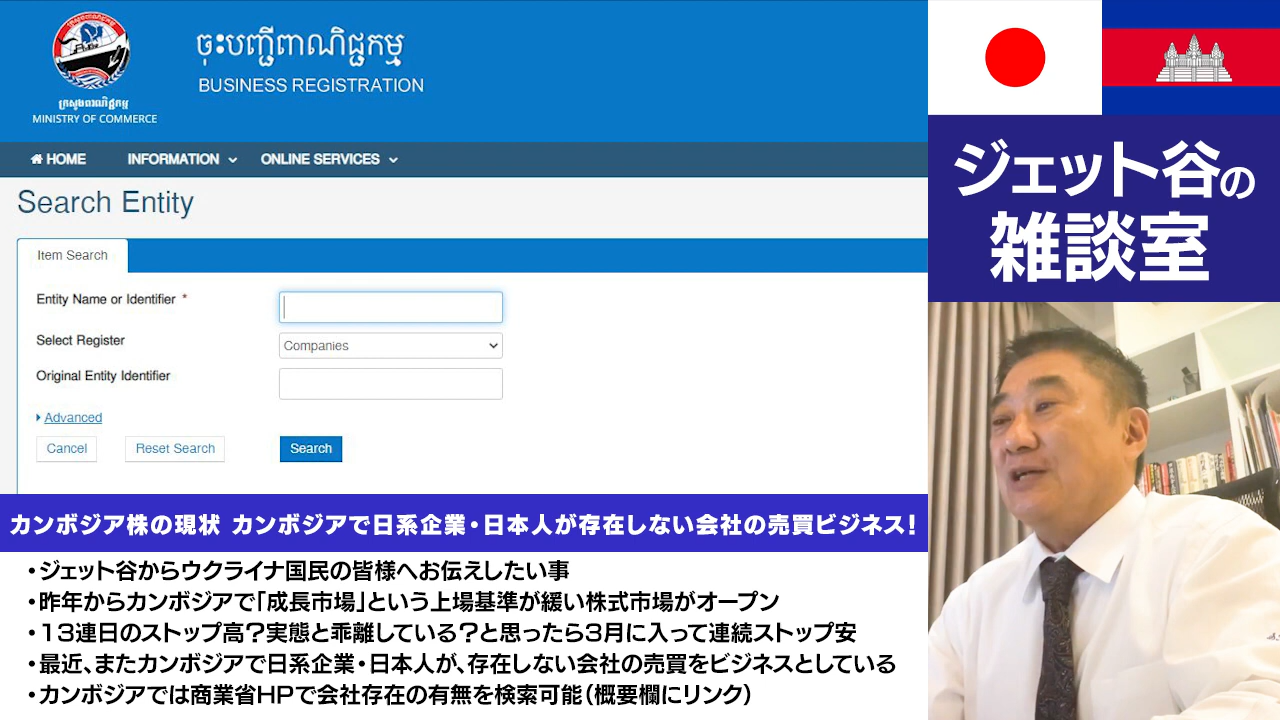 ចុះបញ្ជីពាណិជ្ជកម្ម
BUSINESS REGISTRATION
ក្រសួងពាណិជ្ជកម្ម
MINISTRY OF COMMERCE
HOME INFORMATION ONLINE SERVICES
Search Entity
Item Search
Entity Name or Identifier *
Select Register Companies
Original Entity Identifier
Advanced
Cancel Reset Search Search
ジェット谷の
雑談室
カンボジア株の現状 カンボジアで日系企業・日本人が存在しない会社の売買ビジネス!
・ジェット谷からウクライナ国民の皆様へお伝えしたい事
・昨年からカンボジアで「成長市場」という上場基準が緩い株式市場がオープン
・13連日のストップ高?実態と乖離している?と思ったら3月に入って連続ストップ安
・最近、またカンボジアで日系企業・日本人が、存在しない会社の売買をビジネスとしている
・カンボジアでは商業省HPで会社存在の有無を検索可能(概要欄にリンク)